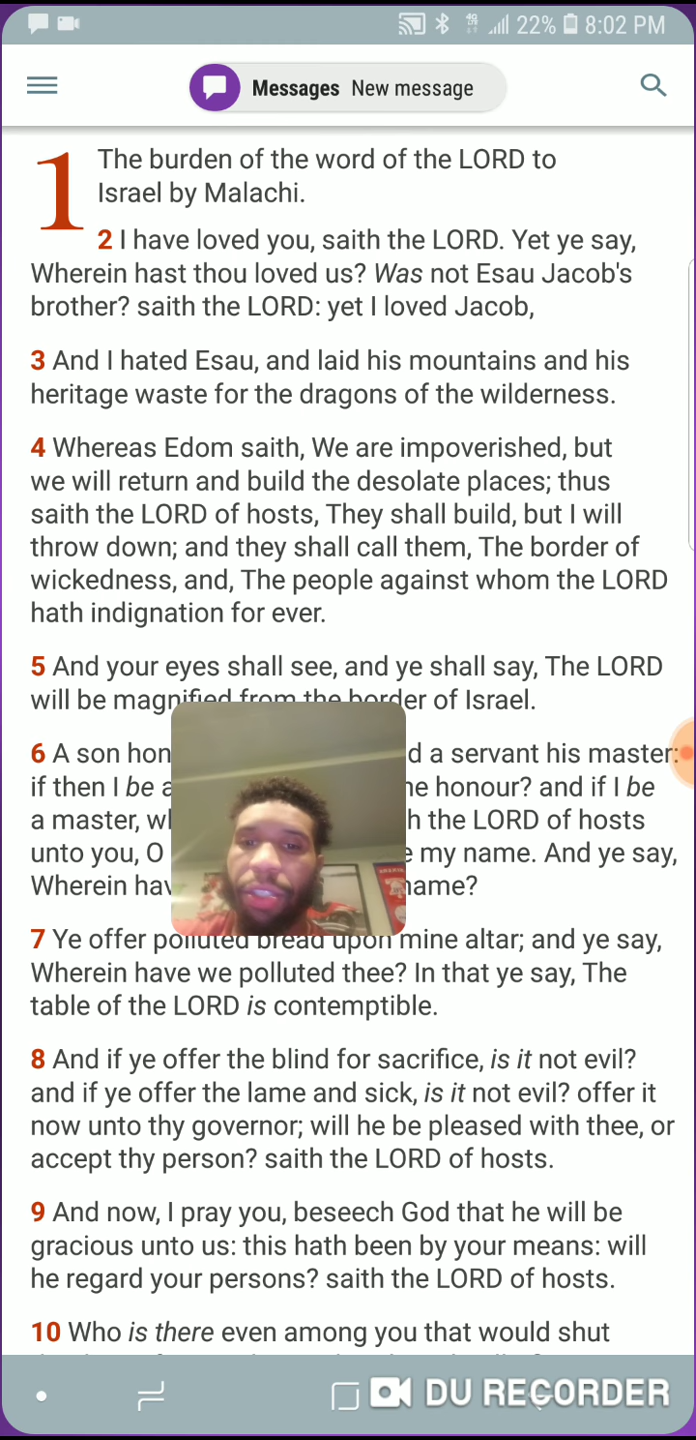 4G 22% 8:02 PM
Messages New message
1 The burden of the word of the LORD to
Israel by Malachi.
2 I have loved you, saith the LORD. Yet ye say,
Wherein hast thou loved us? Was not Esau Jacob's
brother? saith the LORD: yet I loved Jacob,
3 And I hated Esau, and laid his mountains and his
heritage waste for the dragons of the wilderness.
4 Whereas Edom saith, We are impoverished, but
we will return and build the desolate places; thus
saith the LORD of hosts, They shall build, but I will
throw down; and they shall call them, The border of
wickedness, and, The people against whom the LORD
hath indignation for ever.
5 And your eyes shall see, and ye shall say, The LORD
will be magnified from the border of Israel.
6 A son hon d a servant his master:
if then I be a ne honour? and if I be
a master, wh h the LORD of hosts
unto you, O e my name. And ye say,
Wherein hav name?
7 Ye offer polluted bread upon mine altar; and ye say,
Wherein have we polluted thee? In that ye say, The
table of the LORD is contemptible.
8 And if ye offer the blind for sacrifice, is it not evil?
and if ye offer the lame and sick, is it not evil? offer it
now unto thy governor; will he be pleased with thee, or
accept thy person? saith the LORD of hosts.
9 And now, I pray you, beseech God that he will be
gracious unto us: this hath been by your means: will
he regard your persons? saith the LORD of hosts.
10 Who is there even among you that would shut
DU RECORDER